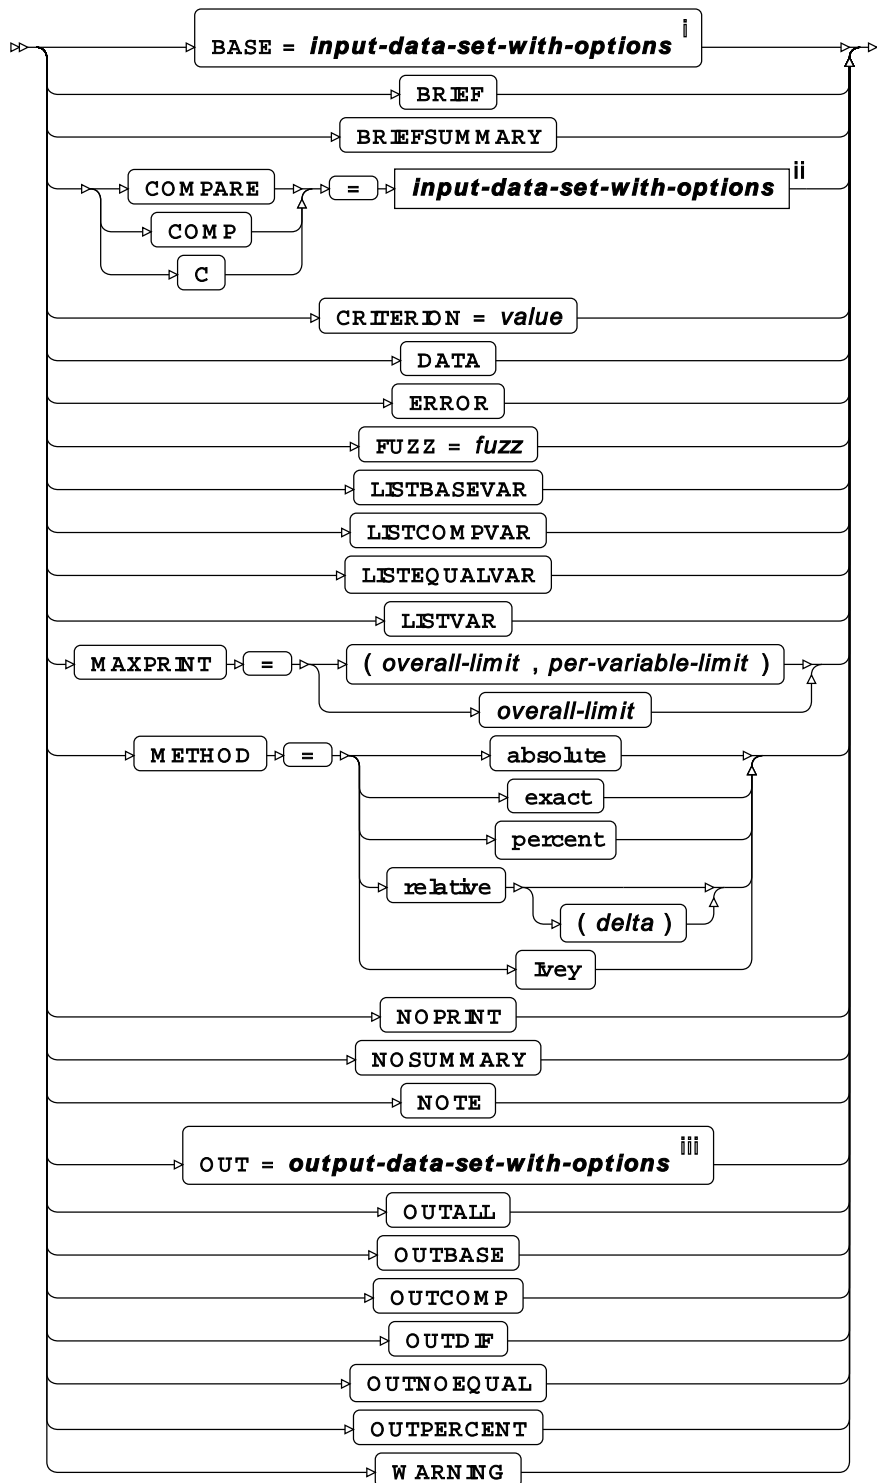 BASE = input-data-set-with-options i
BRIEF
BRIEFSUMMARY
COMPARE = input-data-set-with-options ii
COMP
C
CRITERION = value
DATA
ERROR
FUZZ = fuzz
LISTBASEVAR
LISTCOMPVAR
LISTEQUALVAR
LISTVAR
MAXPRINT = ( overall-limit , per-variable-limit )
overall-limit
METHOD = absolute
exact
percent
relative
( delta )
Ivey
NOPRINT
NOSUMMARY
NOTE
OUT = output-data-set-with-options iii
OUTALL
OUTBASE
OUTCOMP
OUTDIF
OUTNOEQUAL
OUTPERCENT
WARNING